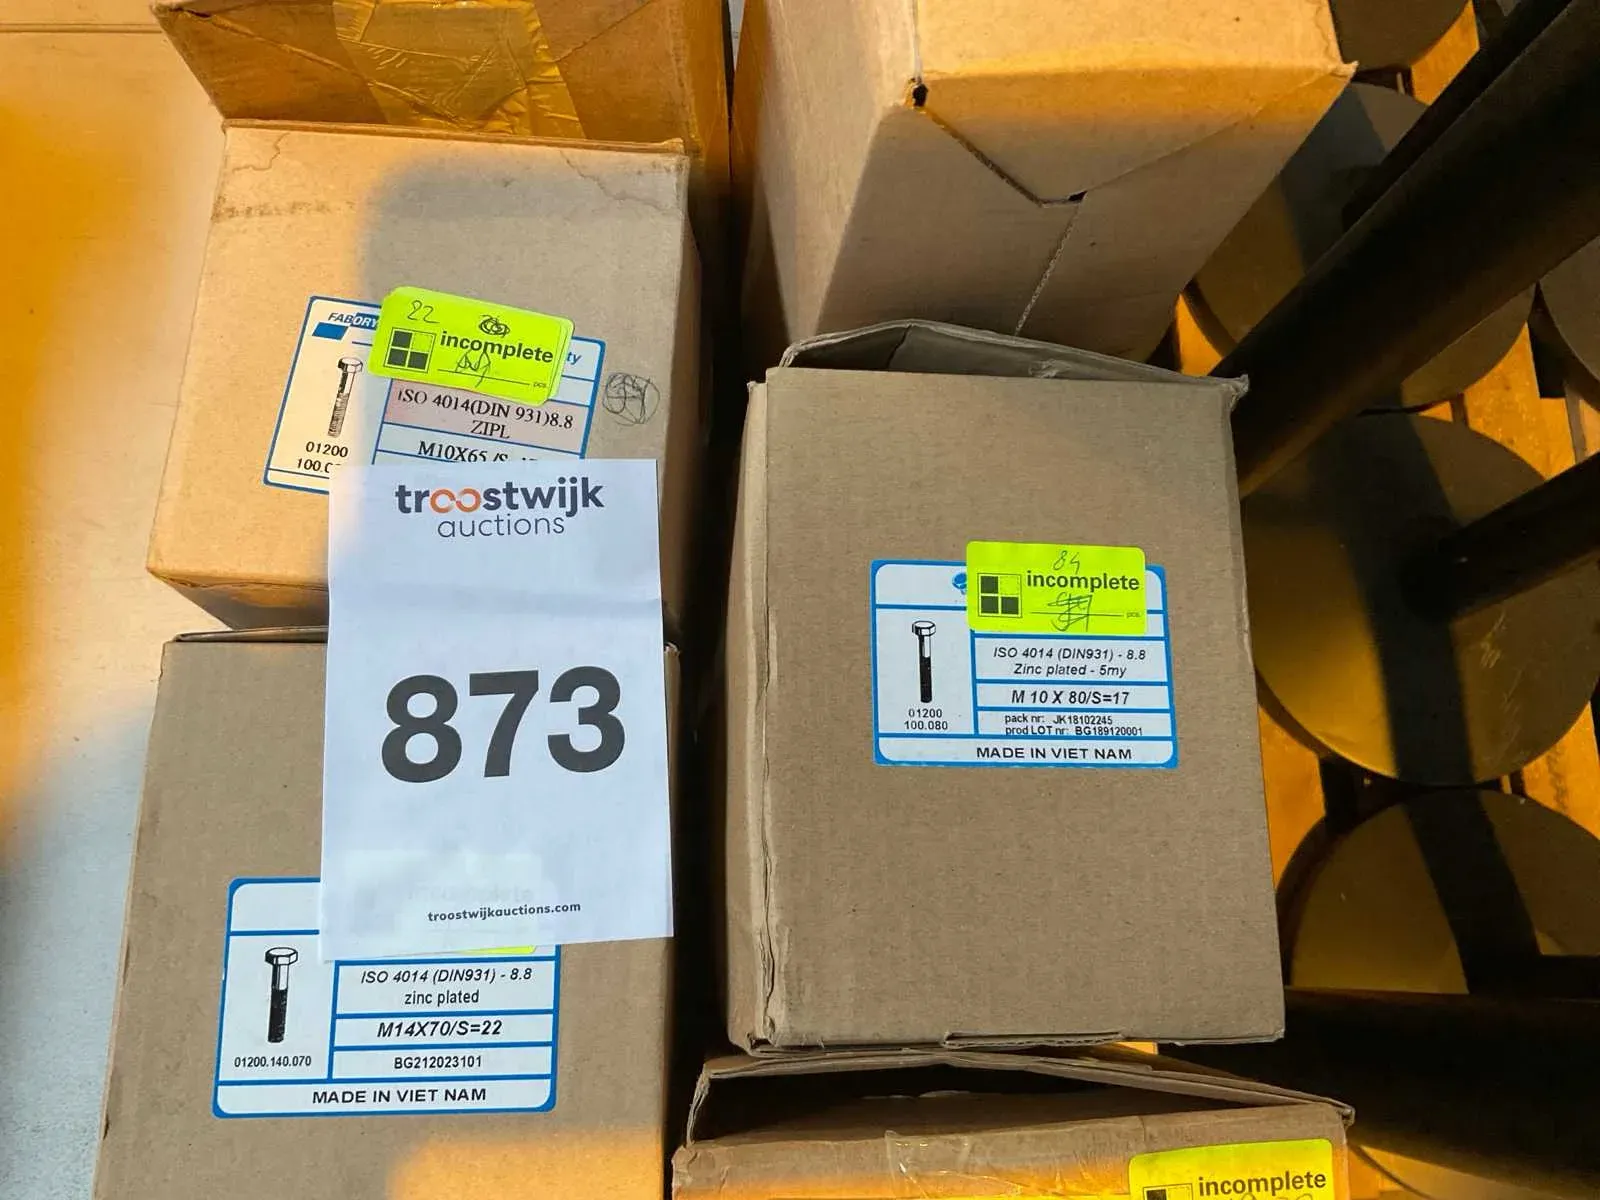 FABORY
22
incomplete
pcs.
ty
ISO 4014(DIN 931)8.8
ZIPL
M10X65 /S
01200
100.0
troostwijk
auctions
873
troostwijkauctions.com
ISO 4014 (DIN931) - 8.8
zinc plated
M14X70/S=22
BG212023101
01200.140.070
MADE IN VIET NAM
84
incomplete
pcs.
ISO 4014 (DIN931) - 8.8
Zinc plated - 5my
M 10 X 80/S=17
01200
100.080
pack nr: JK18102245
prod LOT nr: BG189120001
MADE IN VIET NAM
incomplete